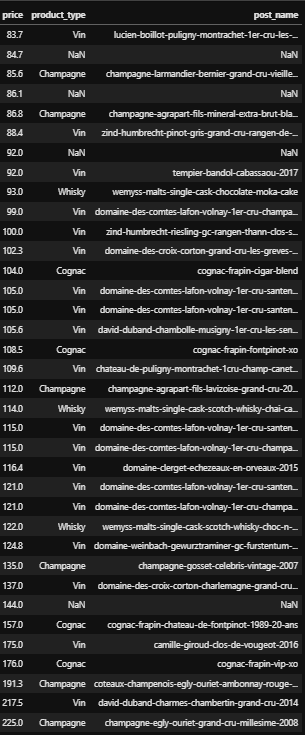 price product_type post_name
83.7 Vin lucien-boillot-puligny-montrachet-1er-cru-les-...
84.7 NaN NaN
85.6 Champagne champagne-larmandier-bernier-grand-cru-vieille...
86.1 NaN NaN
86.8 Champagne champagne-agrapart-fils-mineral-extra-brut-bla...
88.4 Vin zind-humbrecht-pinot-gris-grand-cru-rangen-de-...
92.0 NaN NaN
92.0 Vin tempier-bandol-cabassaou-2017
93.0 Whisky wemyss-malts-single-cask-chocolate-moka-cake
99.0 Vin domaine-des-comtes-lafon-volnay-1er-cru-champa...
100.0 Vin zind-humbrecht-riesling-gc-rangen-thann-clos-s...
102.3 Vin domaine-des-croix-corton-grand-cru-les-greves-...
104.0 Cognac cognac-frapin-cigar-blend
105.0 Vin domaine-des-comtes-lafon-volnay-1er-cru-santen...
105.0 Vin domaine-des-comtes-lafon-volnay-1er-cru-santen...
105.6 Vin david-duband-chambolle-musigny-1er-cru-les-sen...
108.5 Cognac cognac-frapin-fontpinot-xo
109.6 Vin chateau-de-puligny-montrachet-1cru-champ-canet...
112.0 Champagne champagne-agrapart-fils-lavizoise-grand-cru-20...
114.0 Whisky wemyss-malts-single-cask-scotch-whisky-chai-ca...
115.0 Vin domaine-des-comtes-lafon-volnay-1er-cru-santen...
115.0 Vin domaine-des-comtes-lafon-volnay-1er-cru-champa...
116.4 Vin domaine-clerget-echezeaux-en-orveaux-2015
121.0 Vin domaine-des-comtes-lafon-volnay-1er-cru-santen...
121.0 Vin domaine-des-comtes-lafon-volnay-1er-cru-champa...
122.0 Whisky wemyss-malts-single-cask-scotch-whisky-choc-n-...
124.8 Vin domaine-weinbach-gewurztraminer-gc-furstentum-...
135.0 Champagne champagne-gosset-celebris-vintage-2007
137.0 Vin domaine-des-croix-corton-charlemagne-grand-cru...
144.0 NaN NaN
157.0 Cognac cognac-frapin-chateau-de-fontpinot-1989-20-ans
175.0 Vin camille-giroud-clos-de-vougeot-2016
176.0 Cognac cognac-frapin-vip-xo
191.3 Champagne coteaux-champenois-egly-ouriet-ambonnay-rouge-...
217.5 Vin david-duband-charmes-chambertin-grand-cru-2014
225.0 Champagne champagne-egly-ouriet-grand-cru-millesime-2008